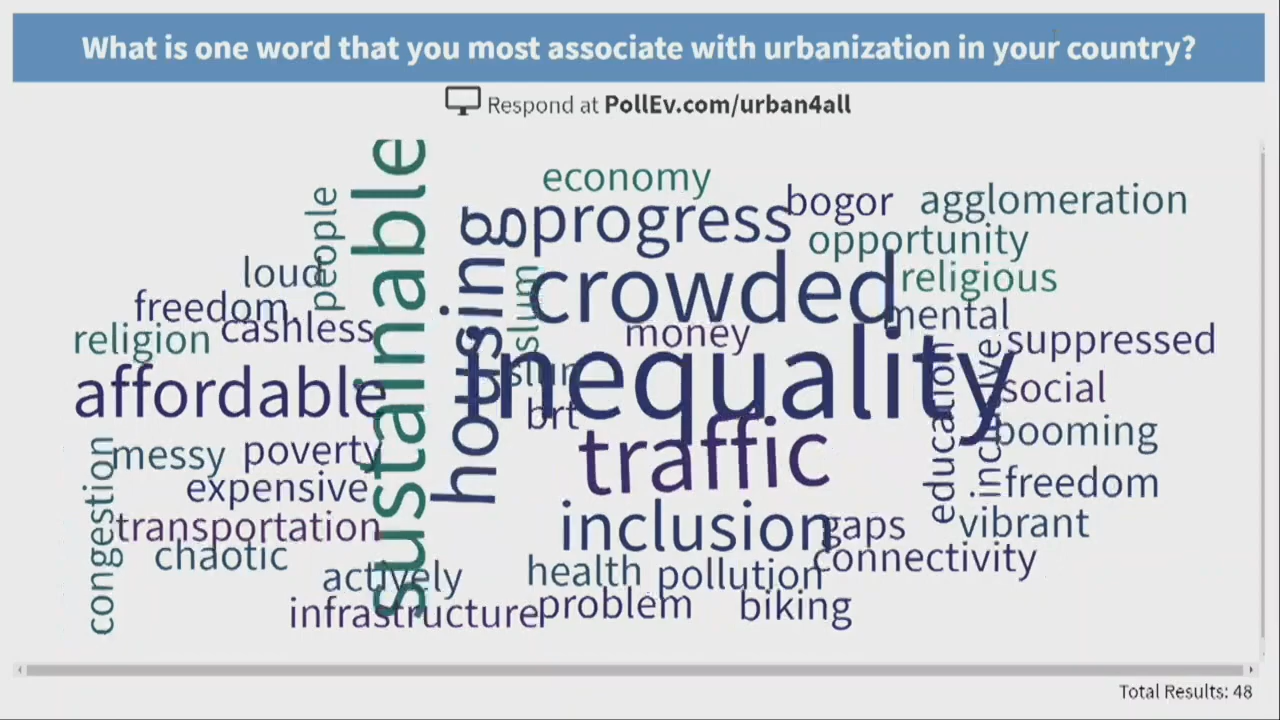 What is one word that you most associate with urbanization in your country?
Respond at PollEv.com/urban4all
economy
people
progress
bogor
agglomeration
opportunity
loud
sustainable
housing
slum
crowded
religious
freedom.
cashless
religion
money
mental
suppressed
inequality
slum
affordable
brt
education
inclusive
social
booming
traffic
congestion
messy
poverty
expensive
freedom
transportation
inclusion
gaps
vibrant
chaotic
connectivity
actively
health
pollution
infrastructure
problem
biking
Total Results: 48